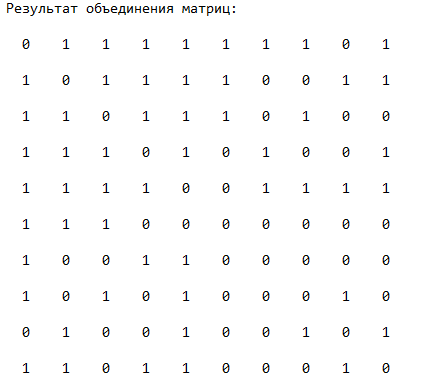 Результат объединения матриц:
0 1 1 1 1 1 1 1 0 1
1 0 1 1 1 1 0 0 1 1
1 1 0 1 1 1 0 1 0 0
1 1 1 0 1 0 1 0 0 1
1 1 1 1 0 0 1 1 1 1
1 1 1 0 0 0 0 0 0 0
1 0 0 1 1 0 0 0 0 0
1 0 1 0 1 0 0 0 1 0
0 1 0 0 1 0 0 1 0 1
1 1 0 1 1 0 0 0 1 0